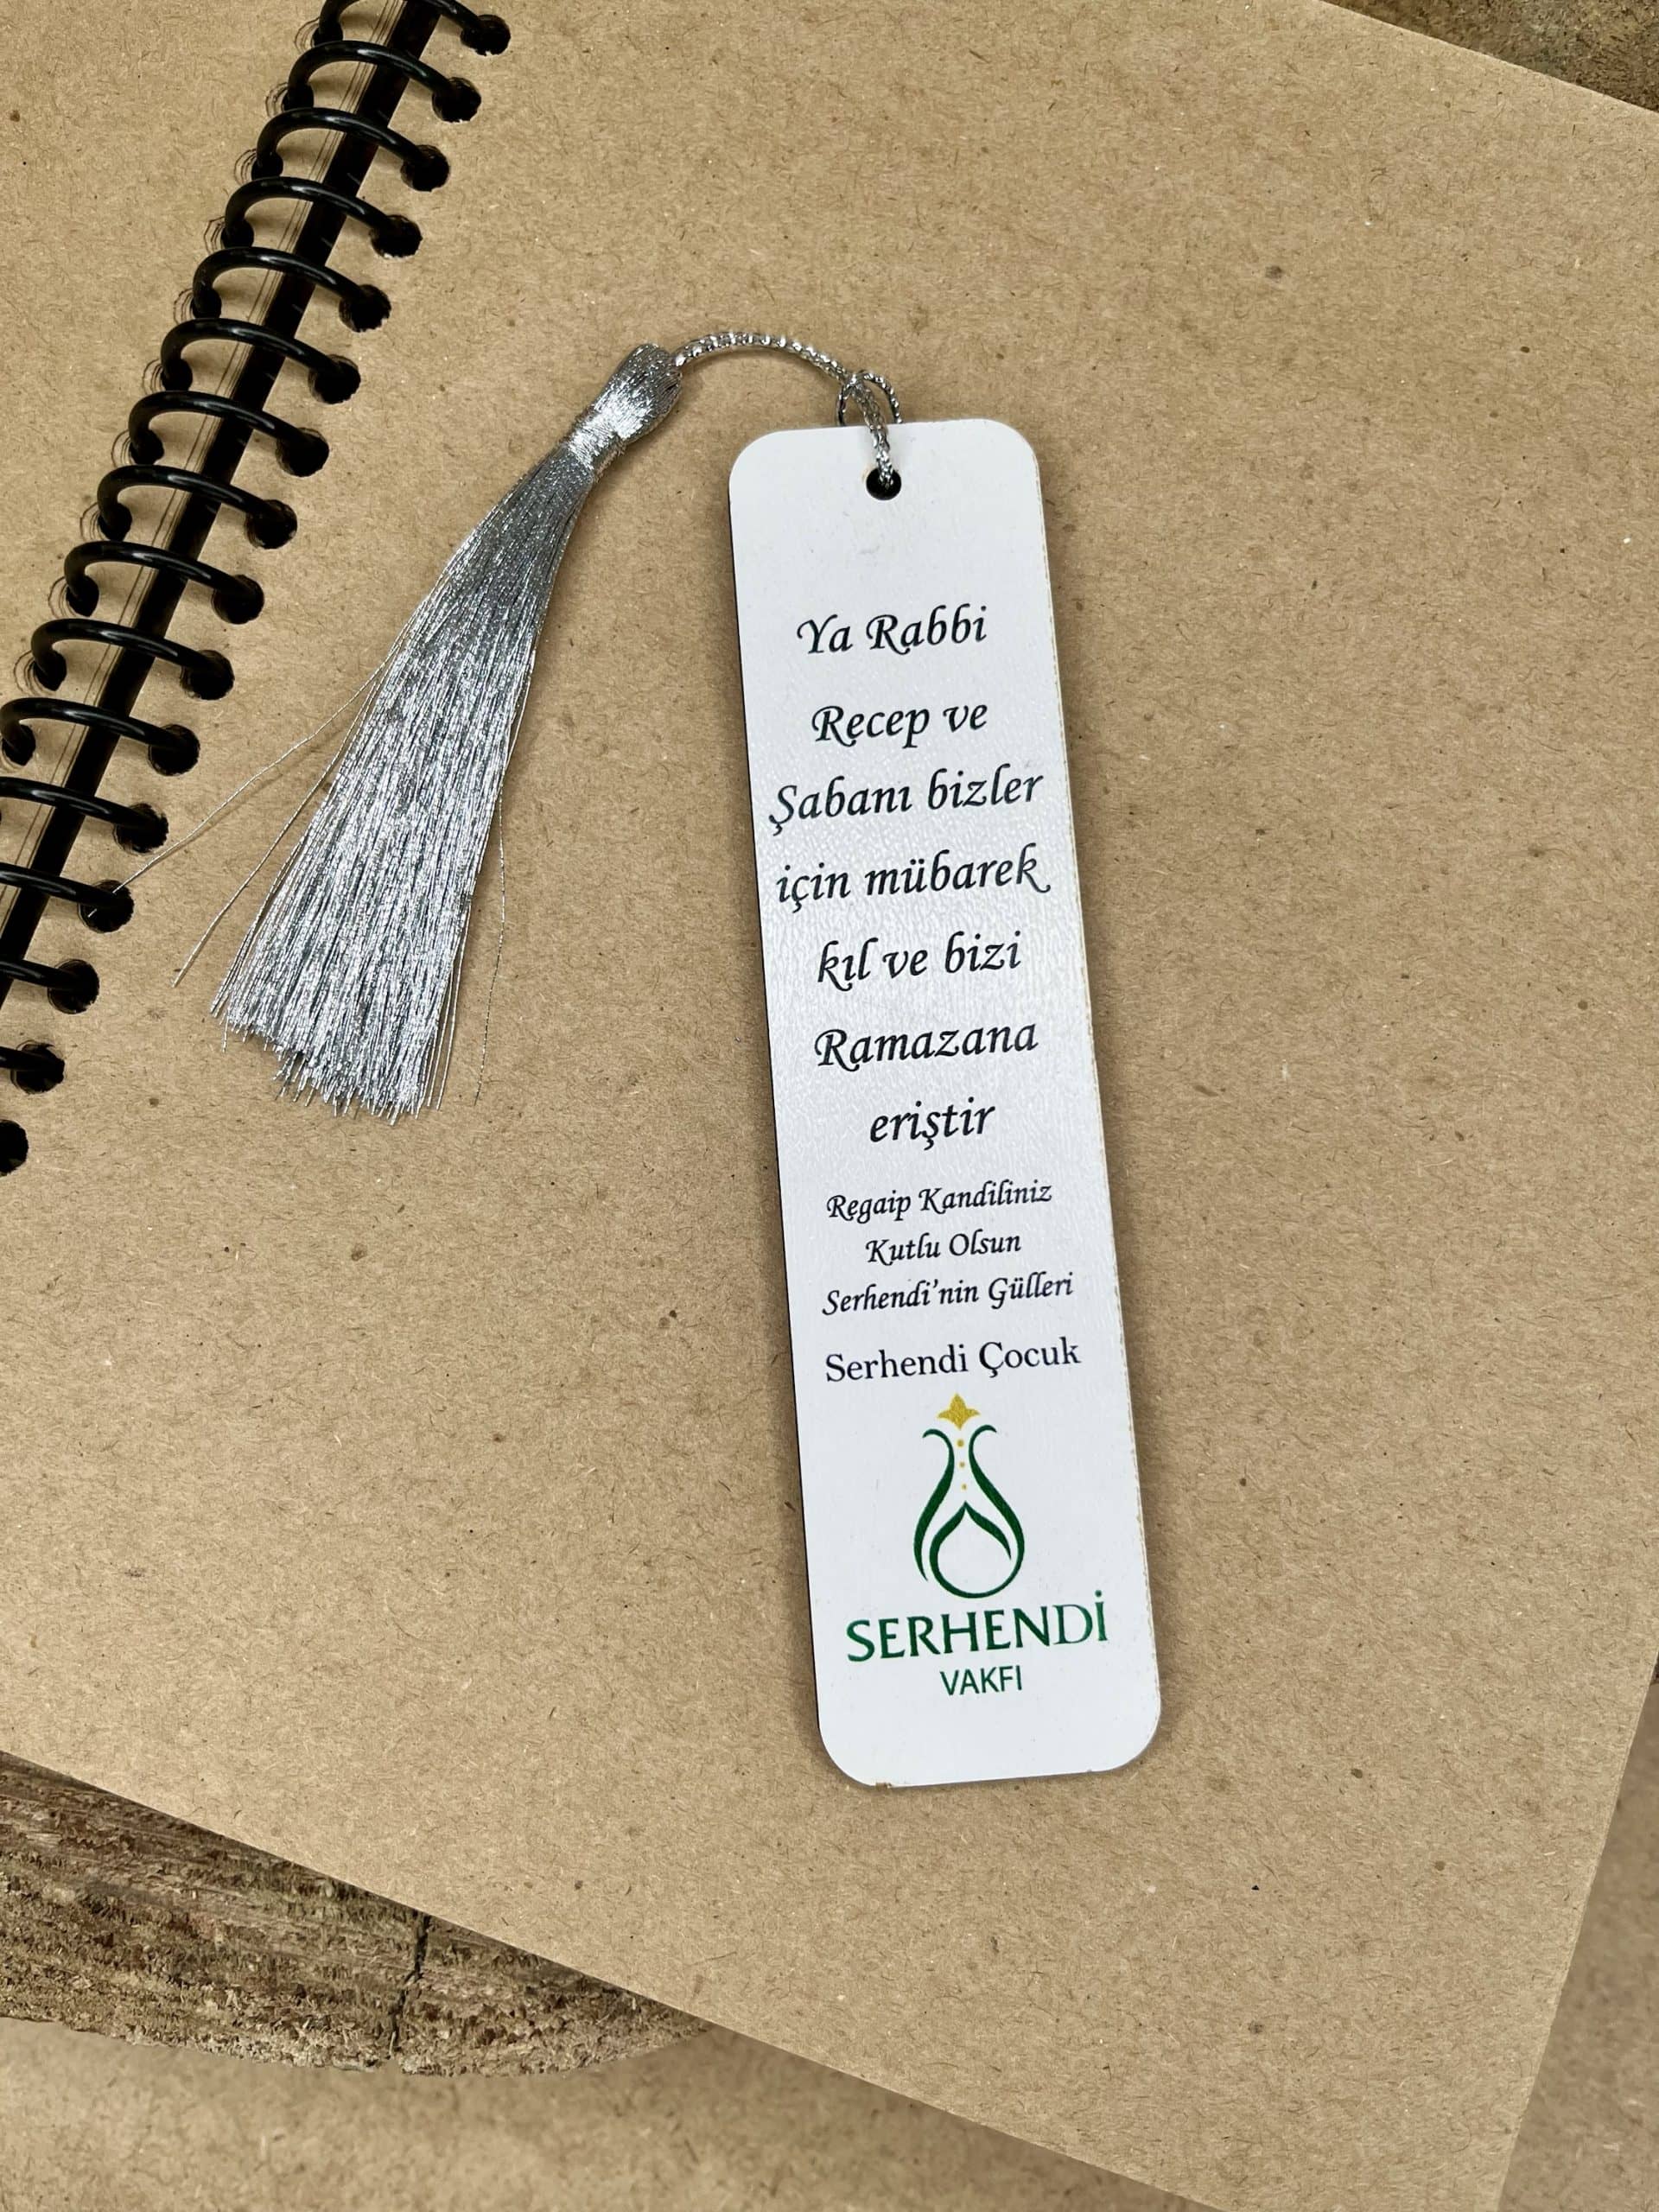 Ya Rabbi
Recep ve
Şabanı bizler
için mübarek
kıl ve bizi
Ramazana
eriştir
Regaip Kandiliniz
Kutlu Olsun
Serhendi'nin Gülleri
Serhendi Çocuk
SERHENDİ
VAKFI